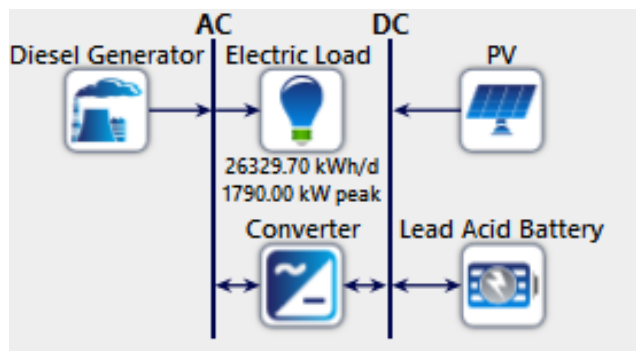 AC DC
Diesel Generator Electric Load PV
26329.70 kWh/d
1790.00 kW peak
Converter Lead Acid Battery